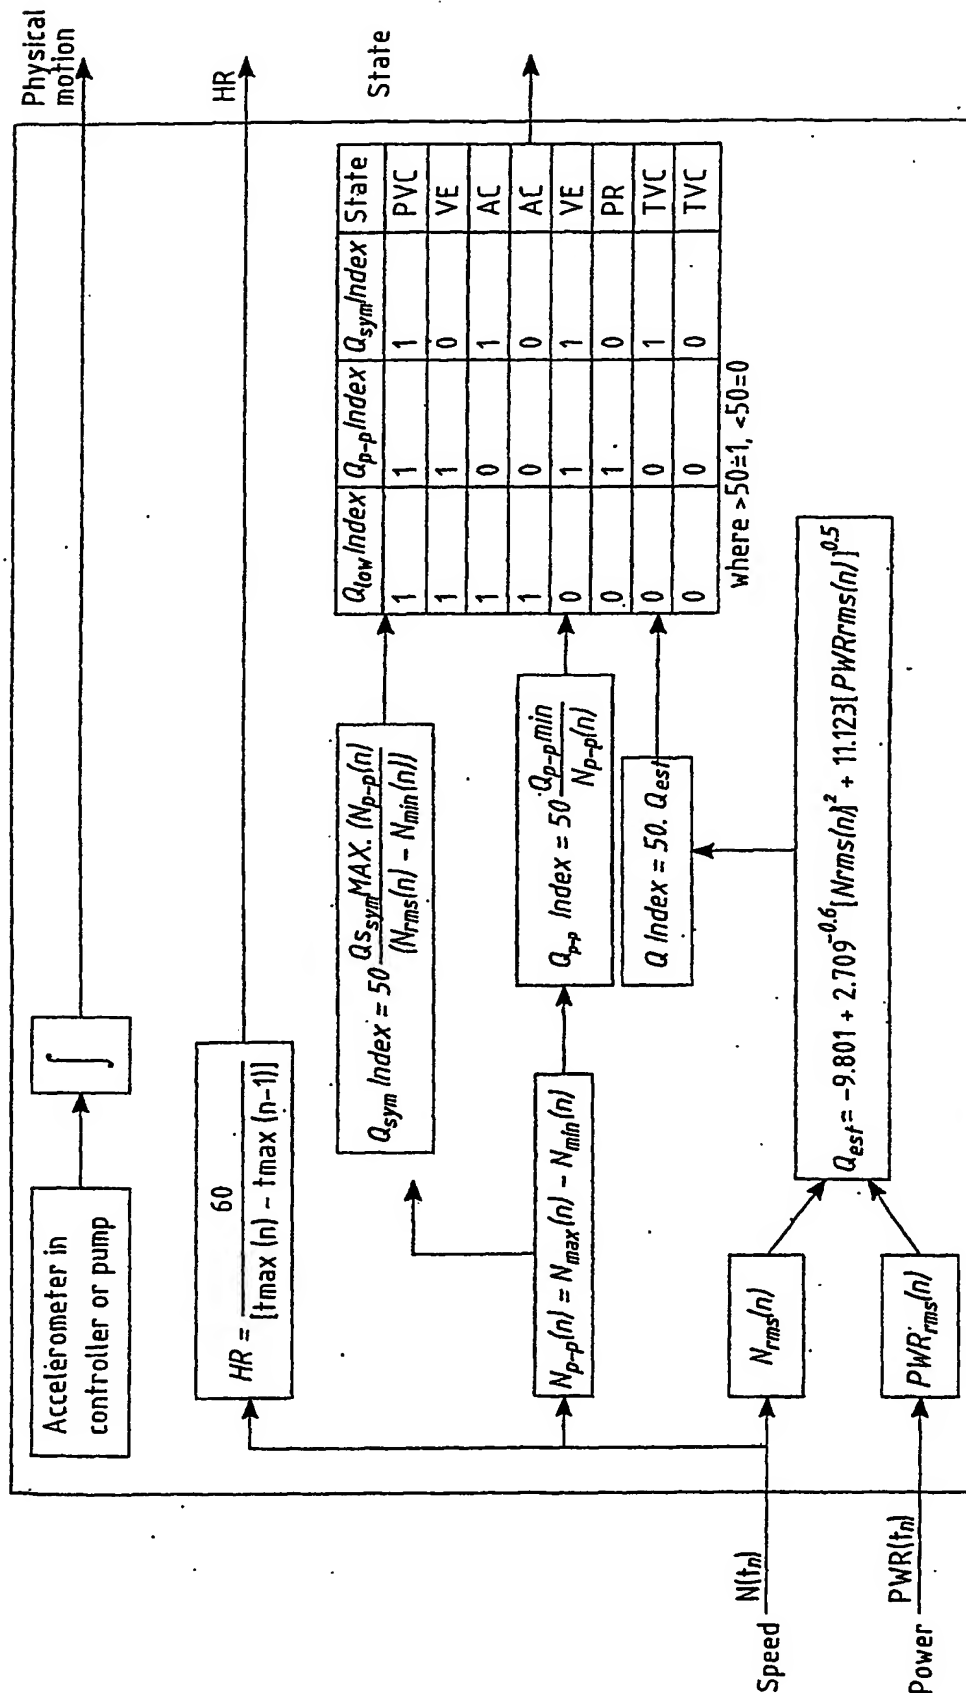 Physical
motion
HR
State
Accelerometer in
controller or pump
∫
HR = 60 / [tmax (n) - tmax (n-1)]
Q_sym Index = 50 Qs_sym MAX. (N_p-p(n) / (N_rms(n) - N_min(n))
N_p-p(n) = N_max(n) - N_min(n)
Q_p-p Index = 50 Q_p-p min / N_p-p(n)
Q Index = 50. Q_est
Q_low Index Q_p-p Index Q_sym Index State
1 1 1 PVC
1 1 0 VE
1 0 1 AC
1 0 0 AC
0 1 1 VE
0 1 0 PR
0 0 1 TVC
0 0 0 TVC
where >50=1, <50=0
Speed N(t_n)
N_rms(n)
Power PWR(t_n)
PWR_rms(n)
Q_est = -9.801 + 2.709^-0.6 [Nrms(n)]^2 + 11.123[PWRrms(n)]^0.5